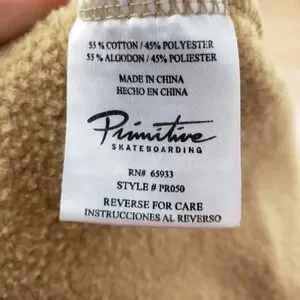 55 % COTTON / 45% POLYESTER
55 % ALGODON / 45% POLIESTER
MADE IN CHINA
HECHO EN CHINA
Primitive
SKATEBOARDING
RN# 65933
STYLE # PR050
REVERSE FOR CARE
INSTRUCCIONES AL REVERSO